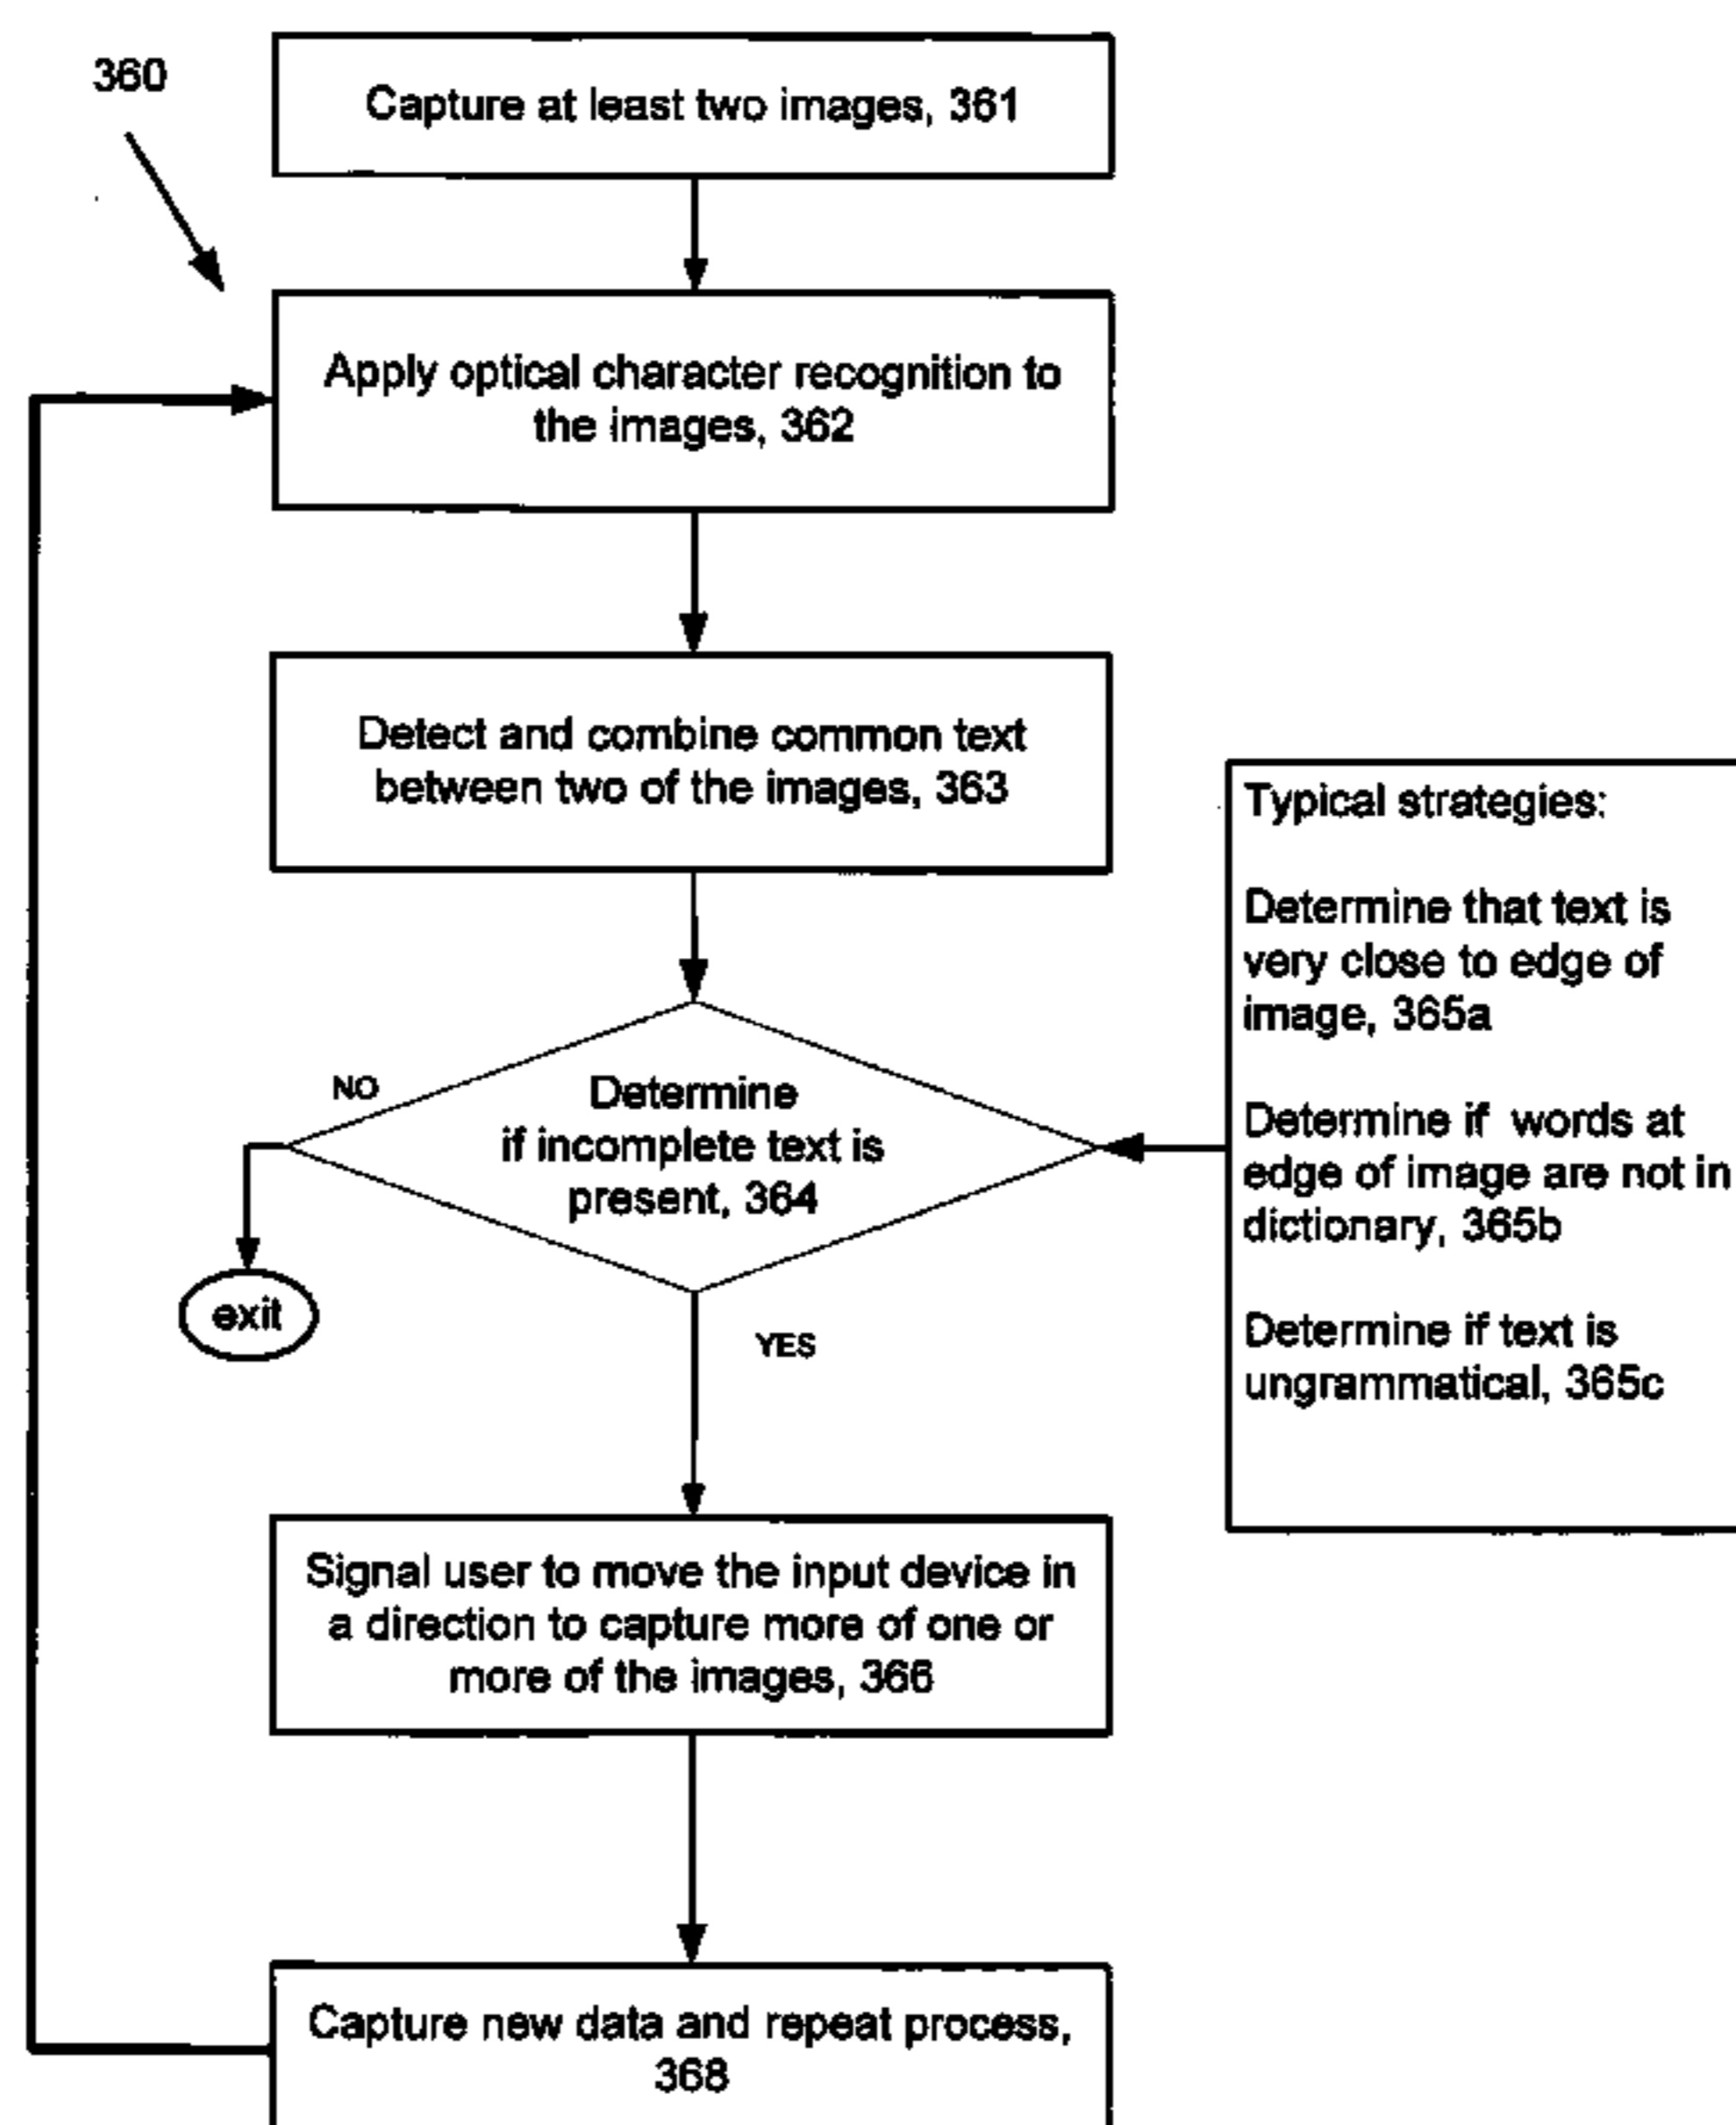 360
Capture at least two images, 361
Apply optical character recognition to
the images, 362
Detect and combine common text
between two of the images, 363
Typical strategies:
Determine that text is
very close to edge of
image, 365a
Determine if words at
edge of image are not in
dictionary, 365b
Determine if text is
ungrammatical, 365c
NO
Determine
if incomplete text is
present, 364
exit
YES
Signal user to move the input device in
a direction to capture more of one or
more of the images, 366
Capture new data and repeat process,
368